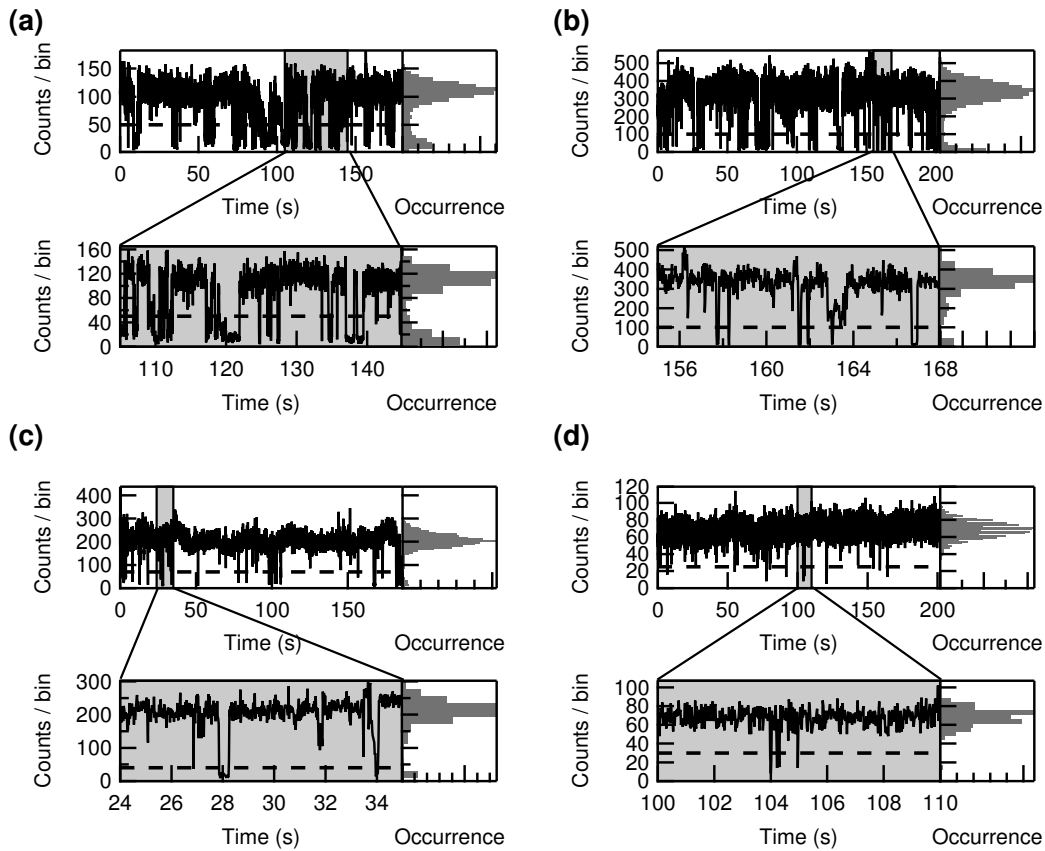 (a)
Counts / bin
150
100
50
0
0 50 100 150
Time (s) Occurrence
Counts / bin
160
120
80
40
0
110 120 130 140
Time (s) Occurrence
(b)
Counts / bin
500
400
300
200
100
0
0 50 100 150 200
Time (s) Occurrence
Counts / bin
500
400
300
200
100
0
156 160 164 168
Time (s) Occurrence
(c)
Counts / bin
400
300
200
100
0
0 50 100 150
Time (s) Occurrence
Counts / bin
300
200
100
0
24 26 28 30 32 34
Time (s) Occurrence
(d)
Counts / bin
120
100
80
60
40
20
0
0 50 100 150 200
Time (s) Occurrence
Counts / bin
100
80
60
40
20
0
100 102 104 106 108 110
Time (s) Occurrence